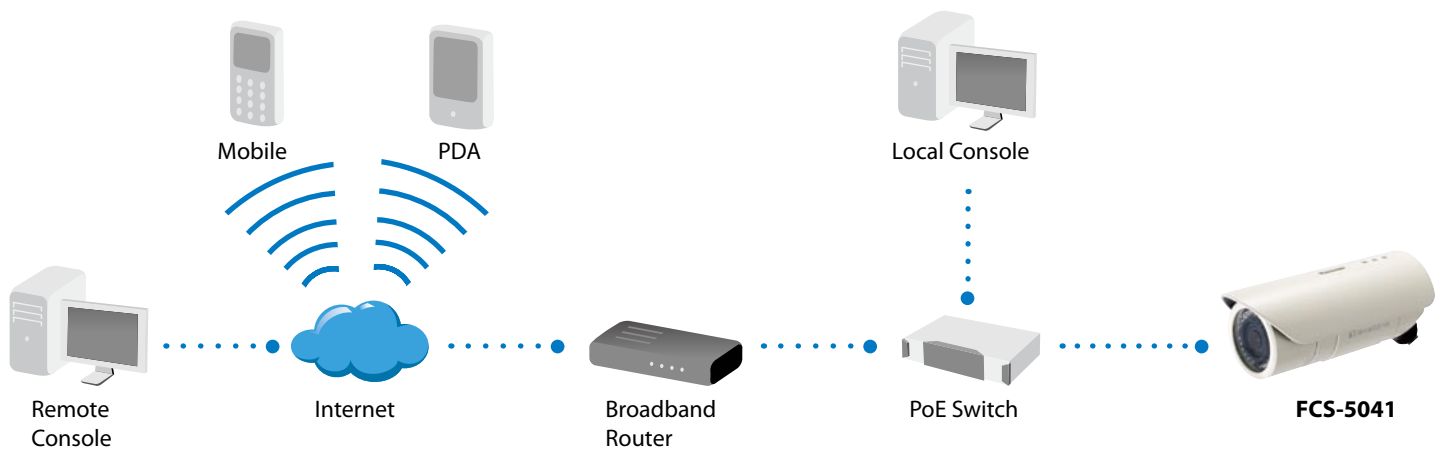 Mobile
PDA
Local Console
Remote
Console
Internet
Broadband
Router
PoE Switch
FCS-5041